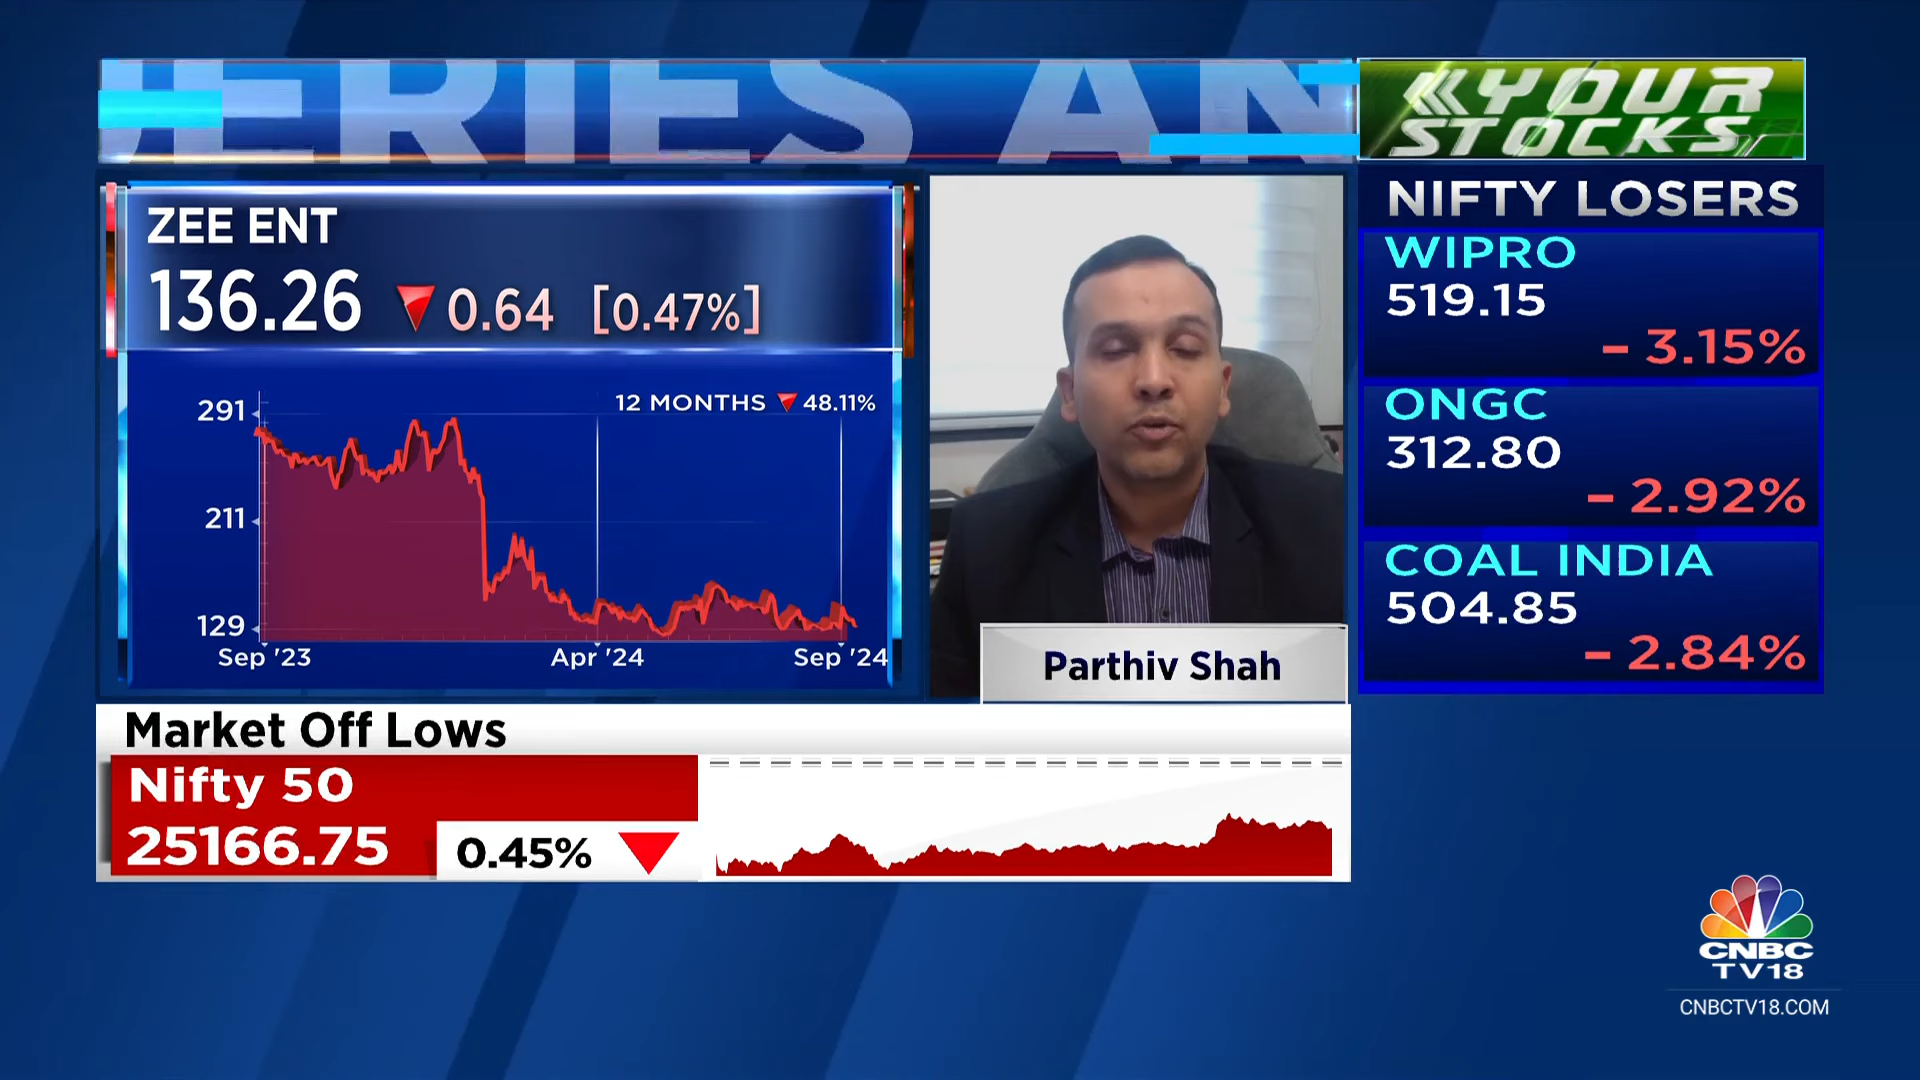 ERIES AN
YOUR
STOCKS
ZEE ENT
136.26 0.64 [0.47%]
12 MONTHS 48.11%
291
211
129
Sep '23 Apr '24 Sep '24
Parthiv Shah
NIFTY LOSERS
WIPRO
519.15
- 3.15%
ONGC
312.80
- 2.92%
COAL INDIA
504.85
- 2.84%
Market Off Lows
Nifty 50
25166.75 0.45%
CNBC
TV18
CNBCTV18.COM